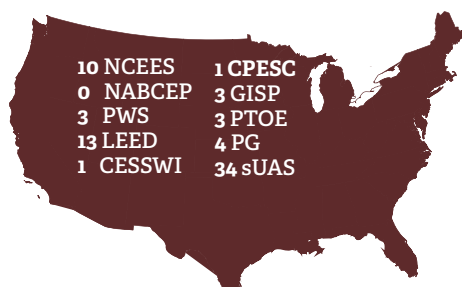 10 NCEES
0 NABCEP
3 PWS
13 LEED
1 CESSWI
1 CPESC
3 GISP
3 PTOE
4 PG
34 sUAS